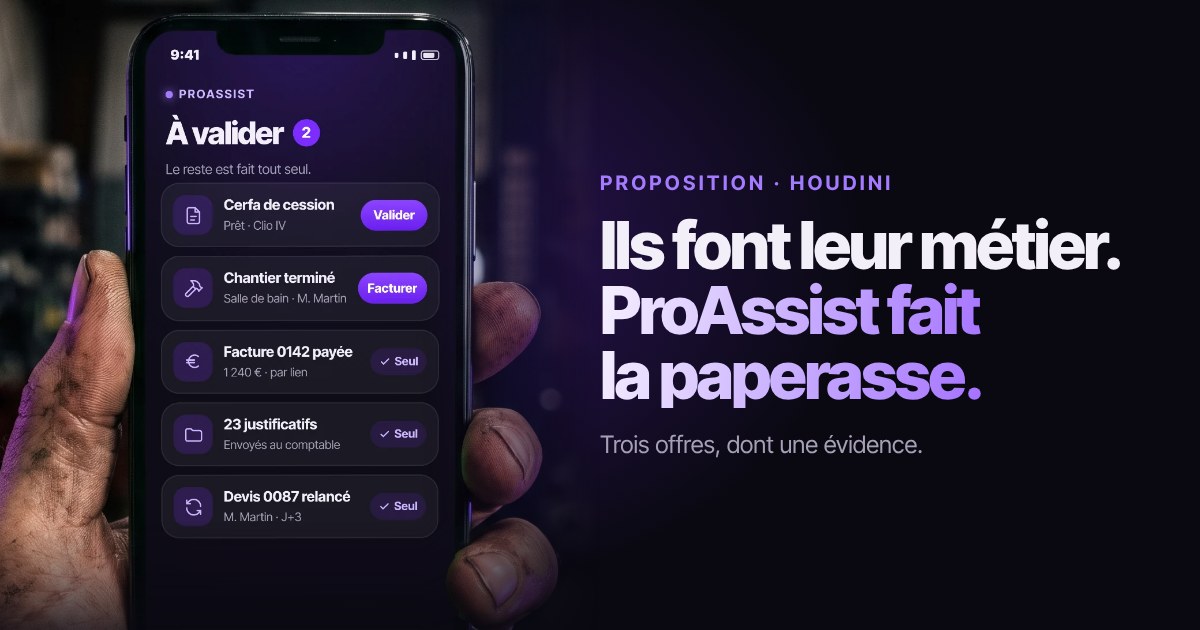 9:41
PROASSIST
À valider 2
Le reste est fait tout seul.
Cerfa de cession
Prêt · Clio IV
Valider
Chantier terminé
Salle de bain · M. Martin
Facturer
Facture 0142 payée
1 240 € · par lien
✓ Seul
23 justificatifs
Envoyés au comptable
✓ Seul
Devis 0087 relancé
M. Martin · J+3
✓ Seul
PROPOSITION · HOUDINI
Ils font leur métier.
ProAssist fait
la paperasse.
Trois offres, dont une évidence.